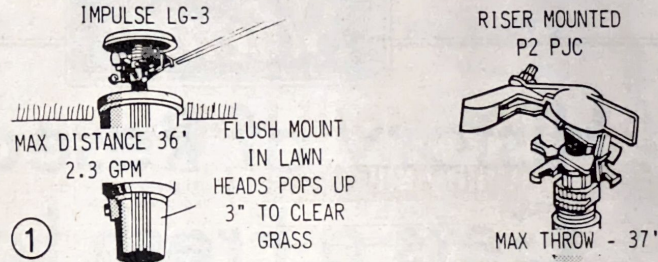 IMPULSE LG-3
MAX DISTANCE 36'
2.3 GPM
FLUSH MOUNT
IN LAWN
HEADS POPS UP
3" TO CLEAR
GRASS
1
RISER MOUNTED
P2 PJC
MAX THROW - 37'